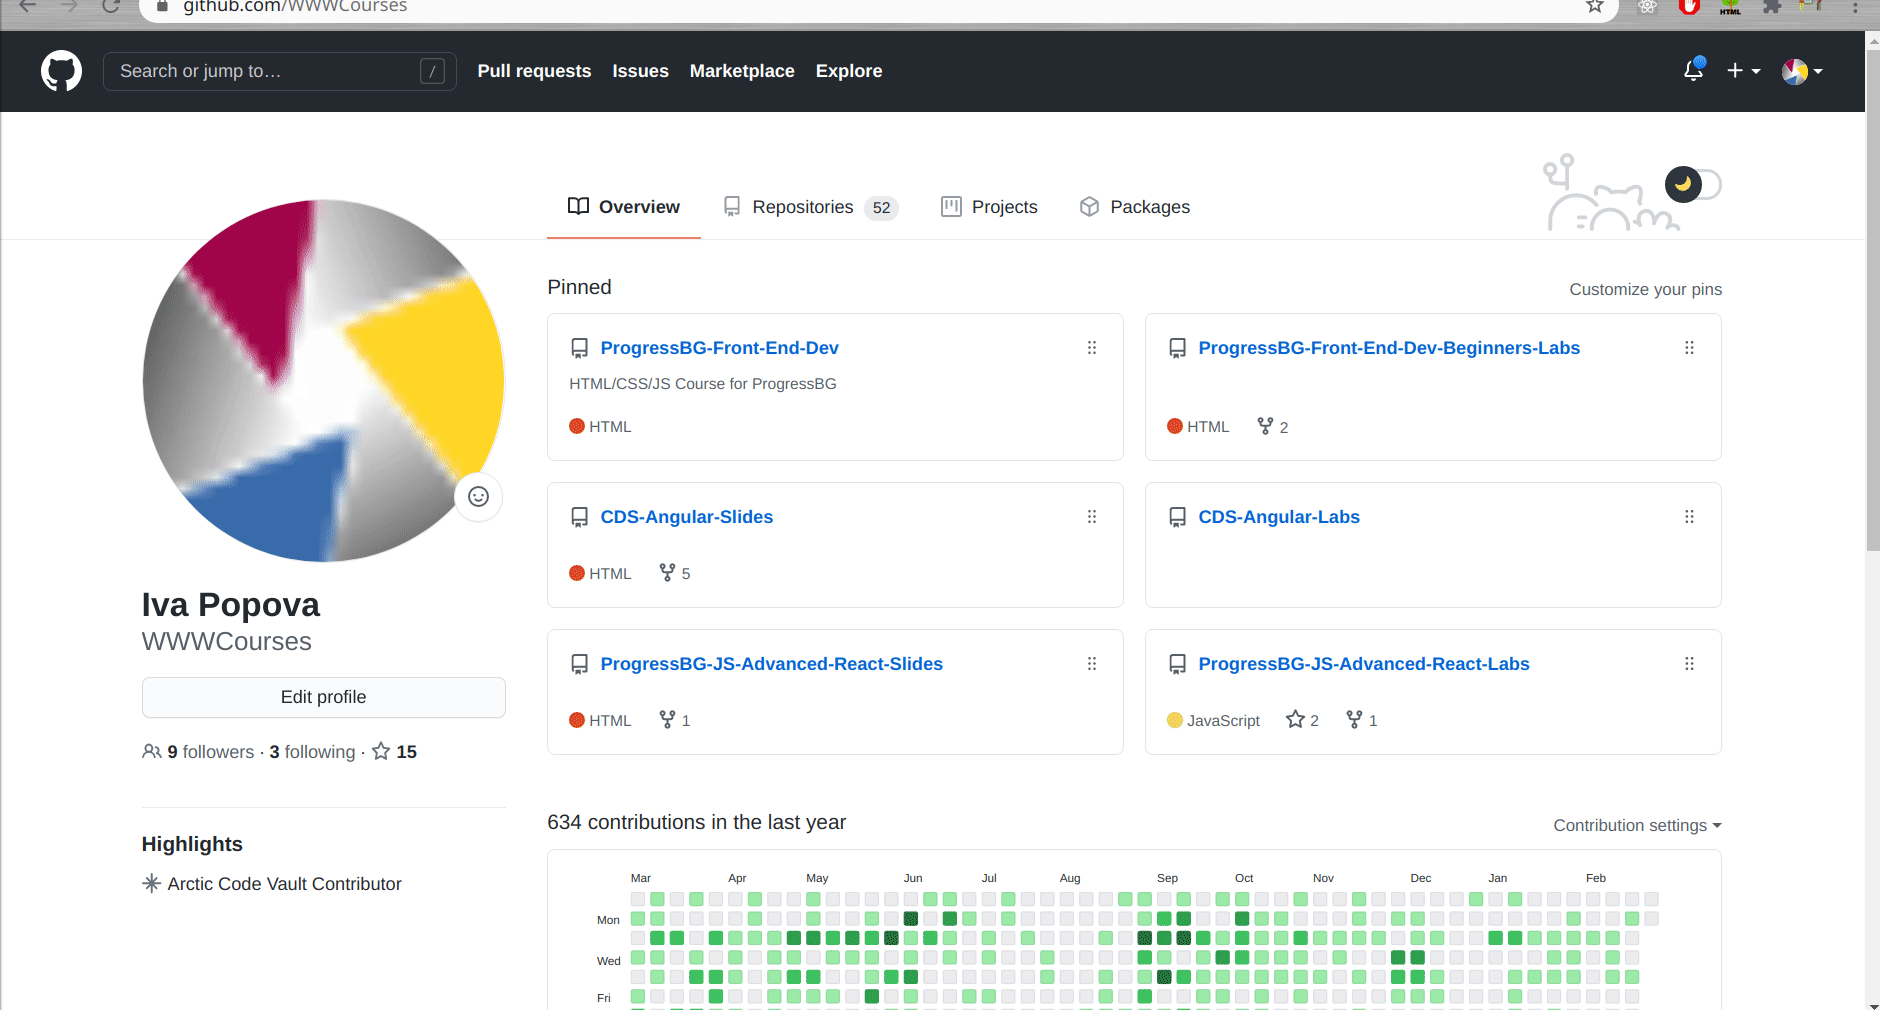 github.com/WWWCourses
HTML
Search or jump to… /
Pull requests Issues Marketplace Explore
Overview Repositories 52 Projects Packages
Pinned
Customize your pins
ProgressBG-Front-End-Dev
HTML/CSS/JS Course for ProgressBG
HTML
ProgressBG-Front-End-Dev-Beginners-Labs
HTML 2
CDS-Angular-Slides
HTML 5
CDS-Angular-Labs
ProgressBG-JS-Advanced-React-Slides
HTML 1
ProgressBG-JS-Advanced-React-Labs
JavaScript 2 1
Iva Popova
WWWCourses
Edit profile
9 followers · 3 following · 15
Highlights
Arctic Code Vault Contributor
634 contributions in the last year
Contribution settings
Mar Apr May Jun Jul Aug Sep Oct Nov Dec Jan Feb
Mon
Wed
Fri